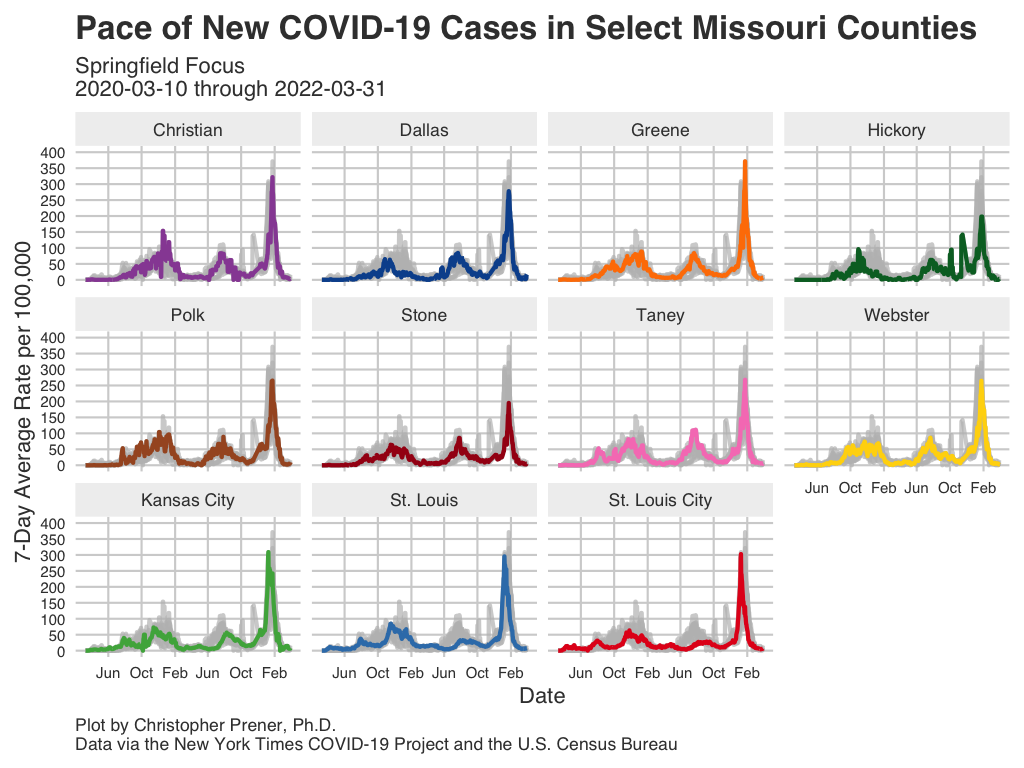 Pace of New COVID-19 Cases in Select Missouri Counties
Springfield Focus
2020-03-10 through 2022-03-31
Christian Dallas Greene Hickory
400
350
300
250
200
150
100
50
0
Polk Stone Taney Webster
400
350
300
250
200
150
100
50
0
Jun Oct Feb Jun Oct Feb
Kansas City St. Louis St. Louis City
400
350
300
250
200
150
100
50
0
Jun Oct Feb Jun Oct Feb Jun Oct Feb Jun Oct Feb Jun Oct Feb Jun Oct Feb
7-Day Average Rate per 100,000
Date
Plot by Christopher Prener, Ph.D.
Data via the New York Times COVID-19 Project and the U.S. Census Bureau